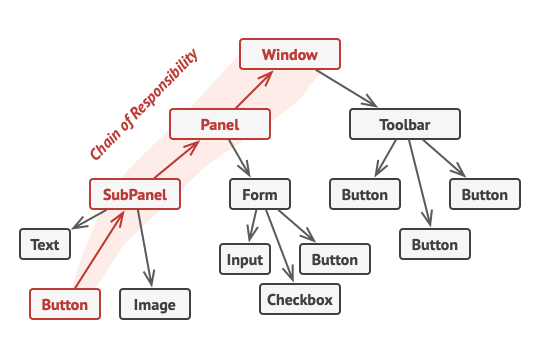 Chain of Responsibility
Window
Panel
Toolbar
SubPanel
Form
Button
Button
Text
Input
Button
Button
Button
Image
Checkbox